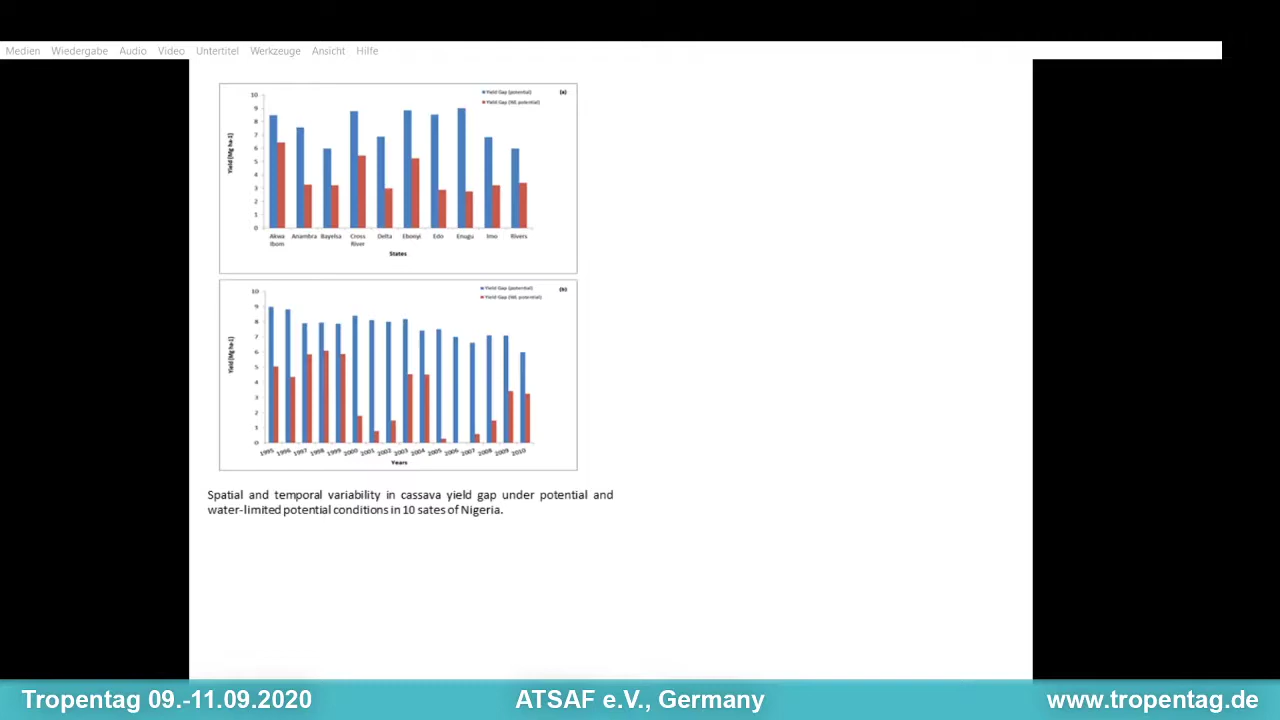 Medien Wiedergabe Audio Video Untertitel Werkzeuge Ansicht Hilfe
Yield Gap (potential) (a)
Yield Gap (WL potential)
10
9
8
7
6
5
4
3
2
1
0
Yield (Mg ha-1)
Akwa Ibom Anambra Bayelsa Cross River Delta Ebonyi Edo Enugu Imo Rivers
States
Yield Gap (potential) (b)
Yield Gap (WL potential)
10
9
8
7
6
5
4
3
2
1
0
Yield (Mg ha-1)
1995 1996 1997 1998 1999 2000 2001 2002 2003 2004 2005 2006 2007 2008 2009 2010
Years
Spatial and temporal variability in cassava yield gap under potential and
water-limited potential conditions in 10 sates of Nigeria.
Tropentag 09.-11.09.2020 ATSAF e.V., Germany www.tropentag.de